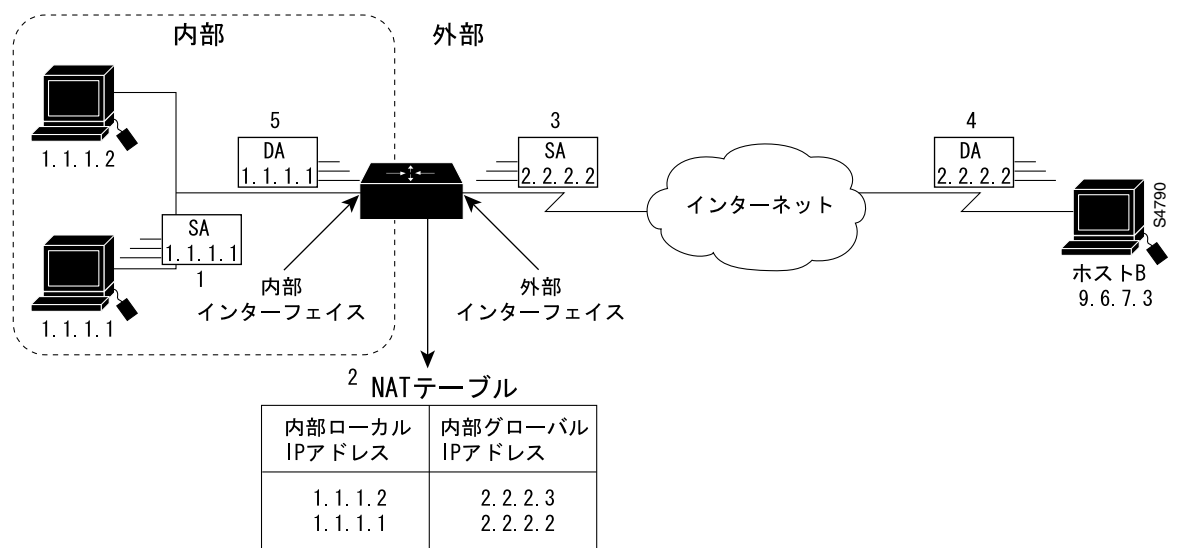 内部
外部
1.1.1.2
5
DA
1.1.1.1
3
SA
2.2.2.2
4
DA
2.2.2.2
インターネット
S4790
SA
1.1.1.1
1
1.1.1.1
内部
インターフェイス
外部
インターフェイス
ホストB
9.6.7.3
2
NATテーブル
内部ローカル
IPアドレス
内部グローバル
IPアドレス
1.1.1.2
2.2.2.3
1.1.1.1
2.2.2.2